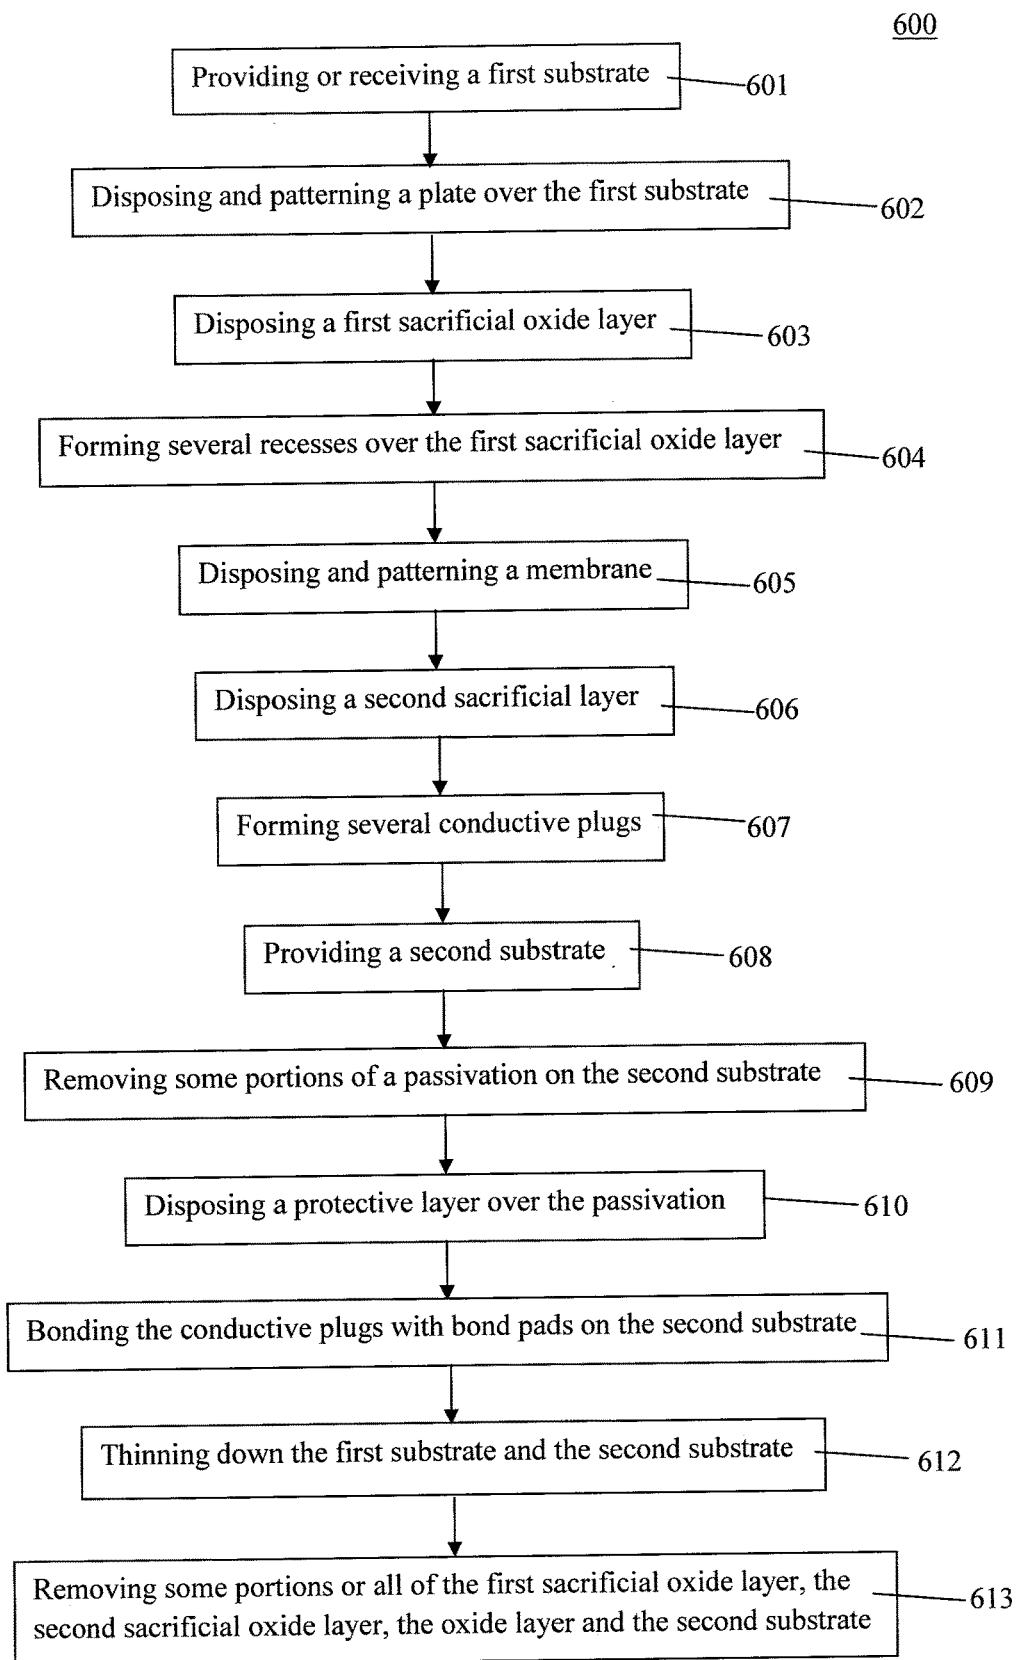 600
Providing or receiving a first substrate
601
Disposing and patterning a plate over the first substrate
602
Disposing a first sacrificial oxide layer
603
Forming several recesses over the first sacrificial oxide layer
604
Disposing and patterning a membrane
605
Disposing a second sacrificial layer
606
Forming several conductive plugs
607
Providing a second substrate
608
Removing some portions of a passivation on the second substrate
609
Disposing a protective layer over the passivation
610
Bonding the conductive plugs with bond pads on the second substrate
611
Thinning down the first substrate and the second substrate
612
Removing some portions or all of the first sacrificial oxide layer, the
second sacrificial oxide layer, the oxide layer and the second substrate
613